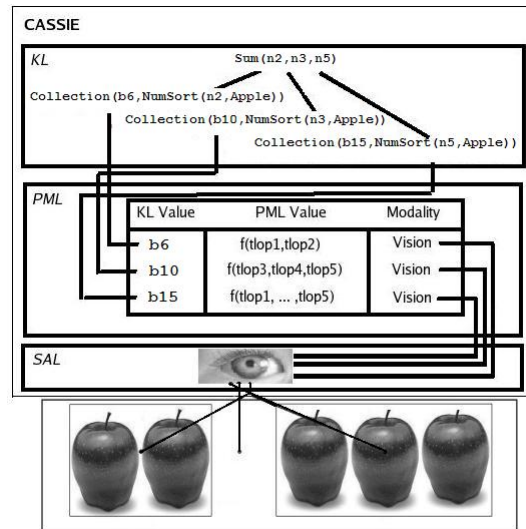 CASSIE
KL
Sum(n2,n3,n5)
Collection(b6,NumSort(n2,Apple))
Collection(b10,NumSort(n3,Apple))
Collection(b15,NumSort(n5,Apple))
PML
KL Value PML Value Modality
b6 f(tlop1,tlop2) Vision
b10 f(tlop3,tlop4,tlop5) Vision
b15 f(tlop1, ... ,tlop5) Vision
SAL